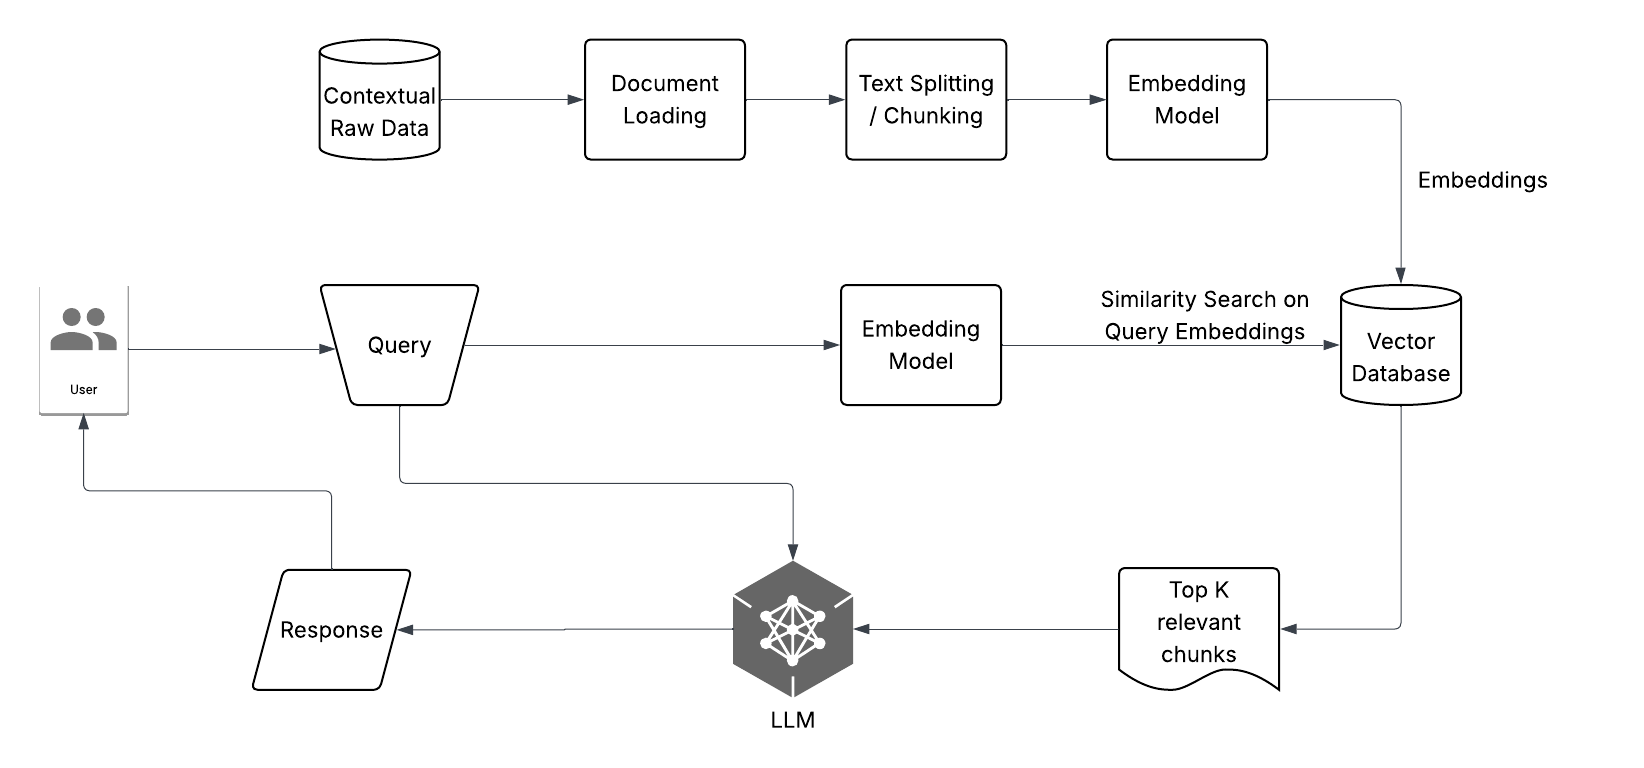 Contextual
Raw Data
Document
Loading
Text Splitting
/ Chunking
Embedding
Model
Embeddings
User
Query
Embedding
Model
Similarity Search on
Query Embeddings
Vector
Database
Response
LLM
Top K
relevant
chunks